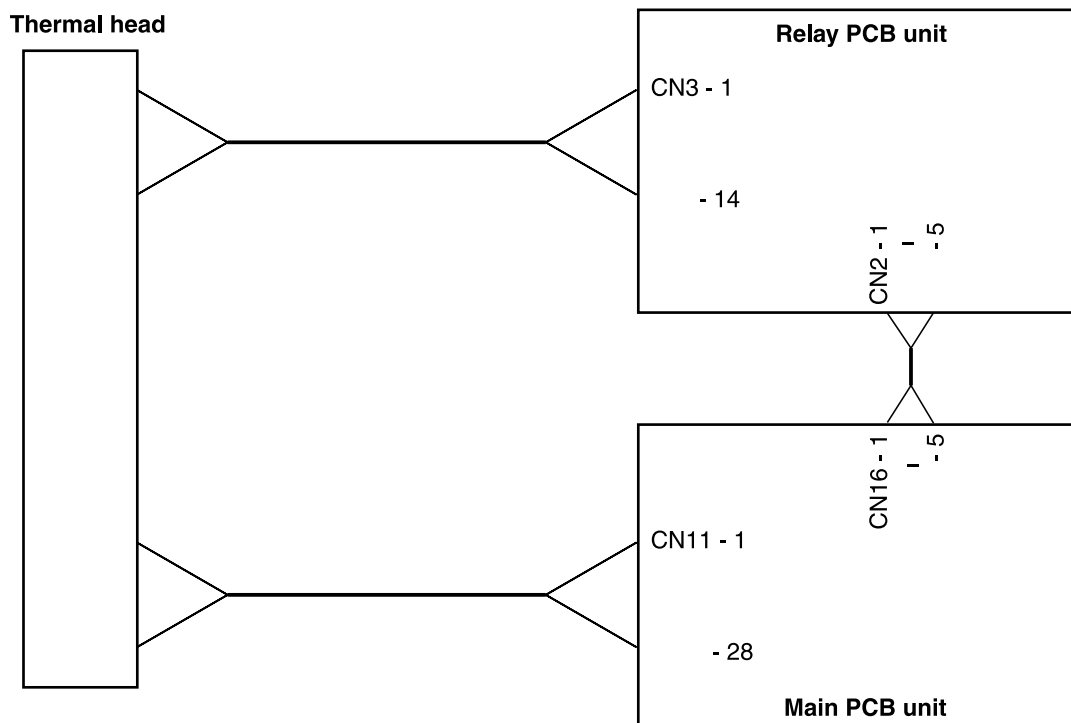 Thermal head
Relay PCB unit
CN3 - 1
- 14
CN2 - 1
- 5
CN16 - 1
- 5
CN11 - 1
- 28
Main PCB unit